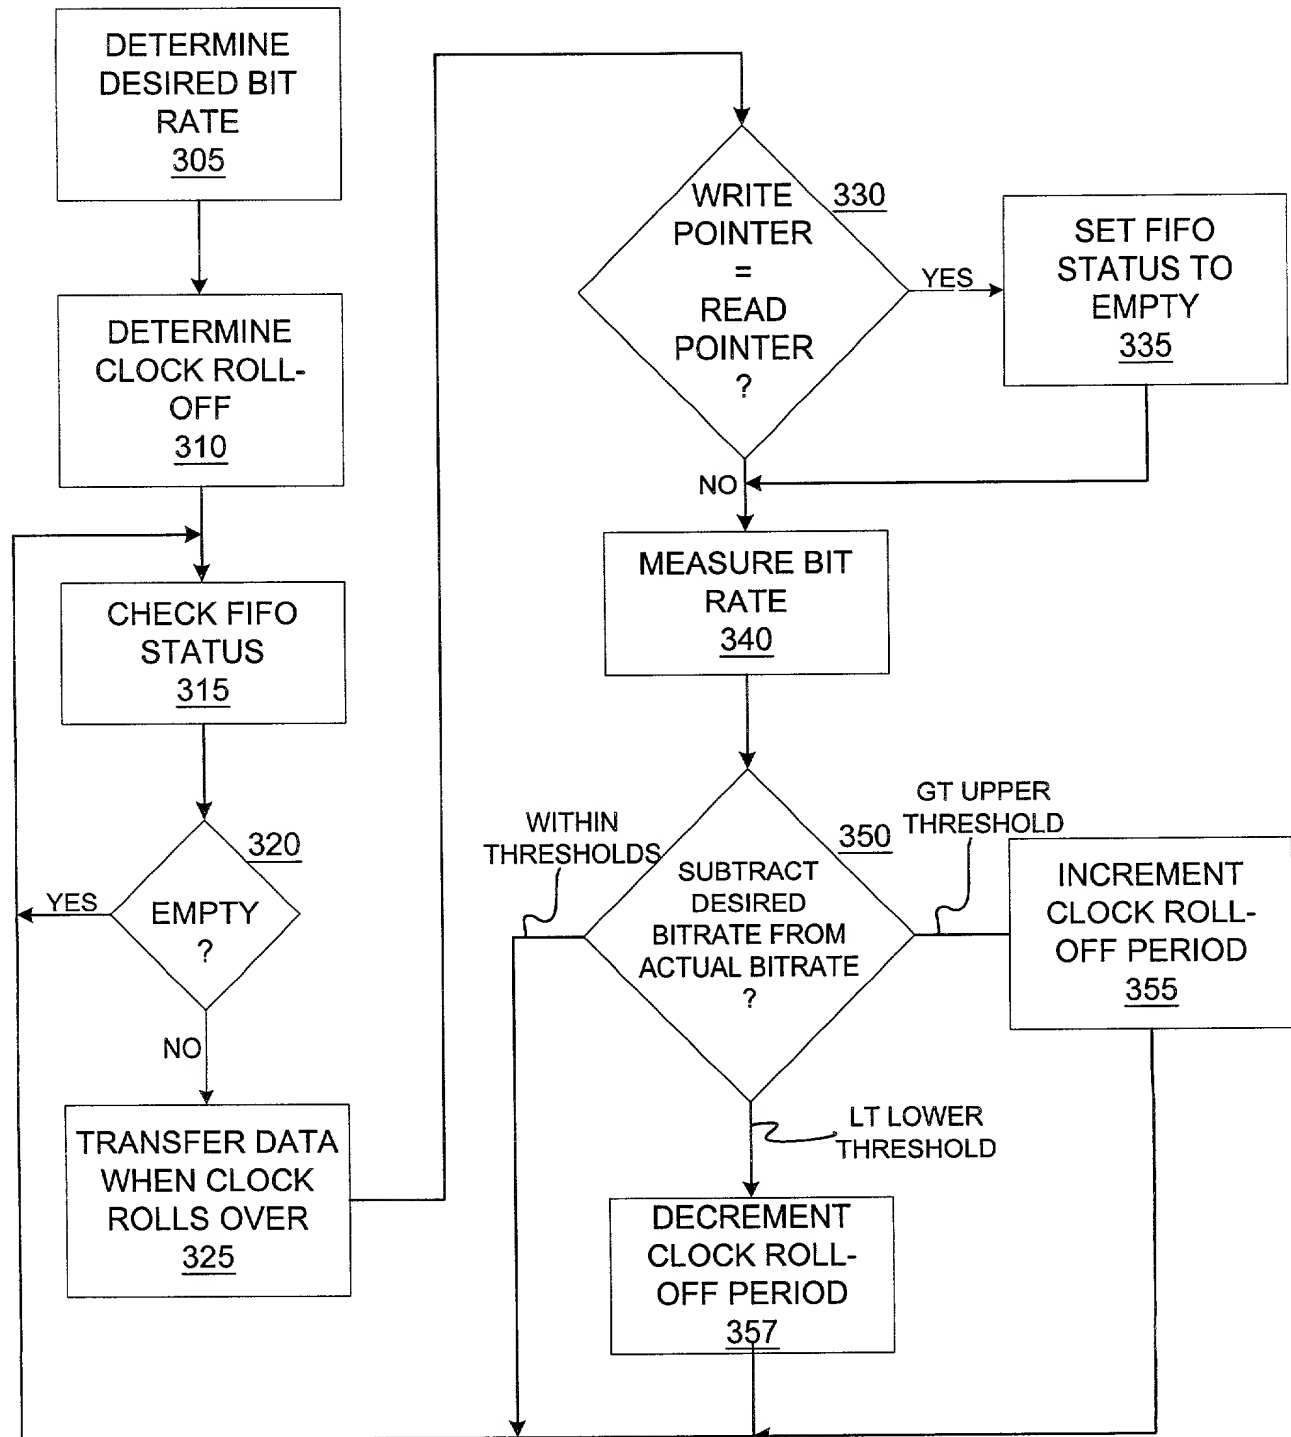 DETERMINE
DESIRED BIT
RATE
305
DETERMINE
CLOCK ROLL-
OFF
310
CHECK FIFO
STATUS
315
320
YES
EMPTY
?
NO
TRANSFER DATA
WHEN CLOCK
ROLLS OVER
325
330
WRITE
POINTER
=
READ
POINTER
?
YES
SET FIFO
STATUS TO
EMPTY
335
NO
MEASURE BIT
RATE
340
WITHIN
THRESHOLDS
350
GT UPPER
THRESHOLD
SUBTRACT
DESIRED
BITRATE FROM
ACTUAL BITRATE
?
INCREMENT
CLOCK ROLL-
OFF PERIOD
355
LT LOWER
THRESHOLD
DECREMENT
CLOCK ROLL-
OFF PERIOD
357